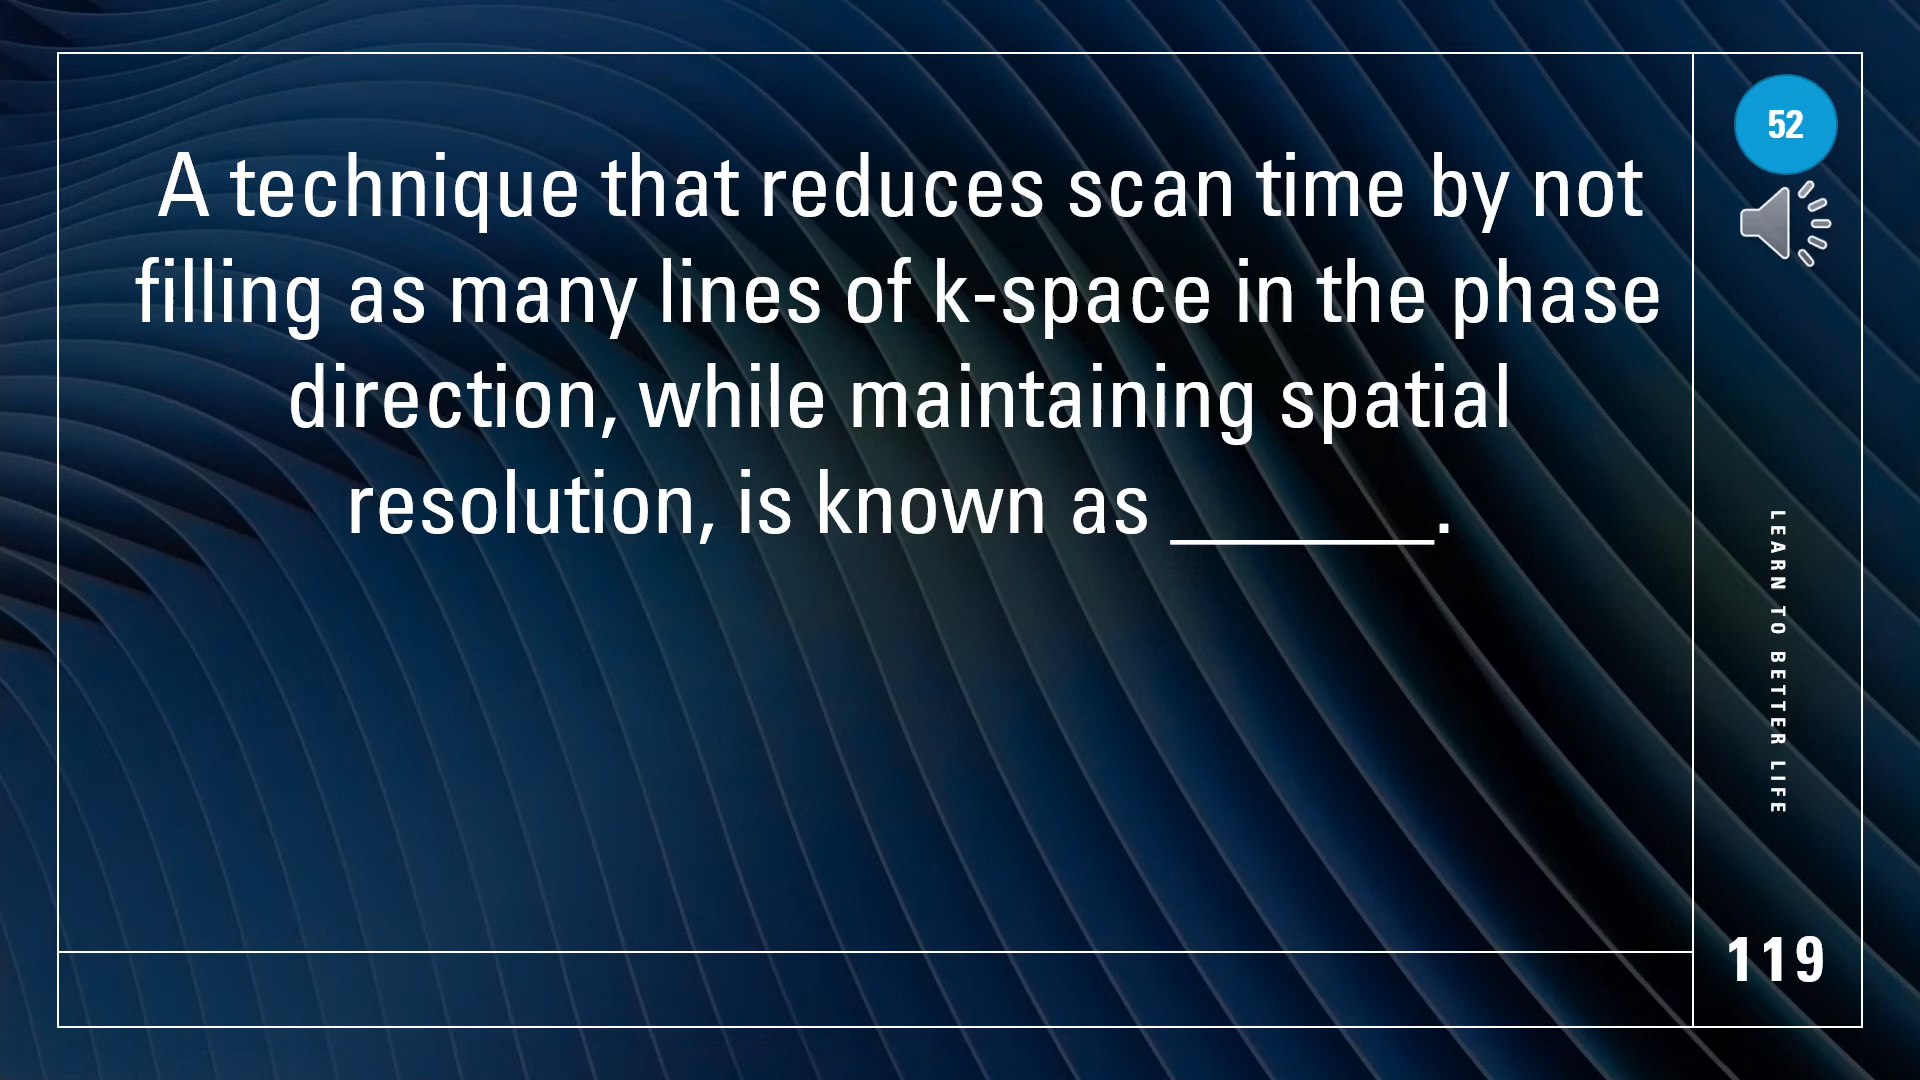 A technique that reduces scan time by not
filling as many lines of k-space in the phase
direction, while maintaining spatial
resolution, is known as _______.
52
LEARN TO BETTER LIFE
119